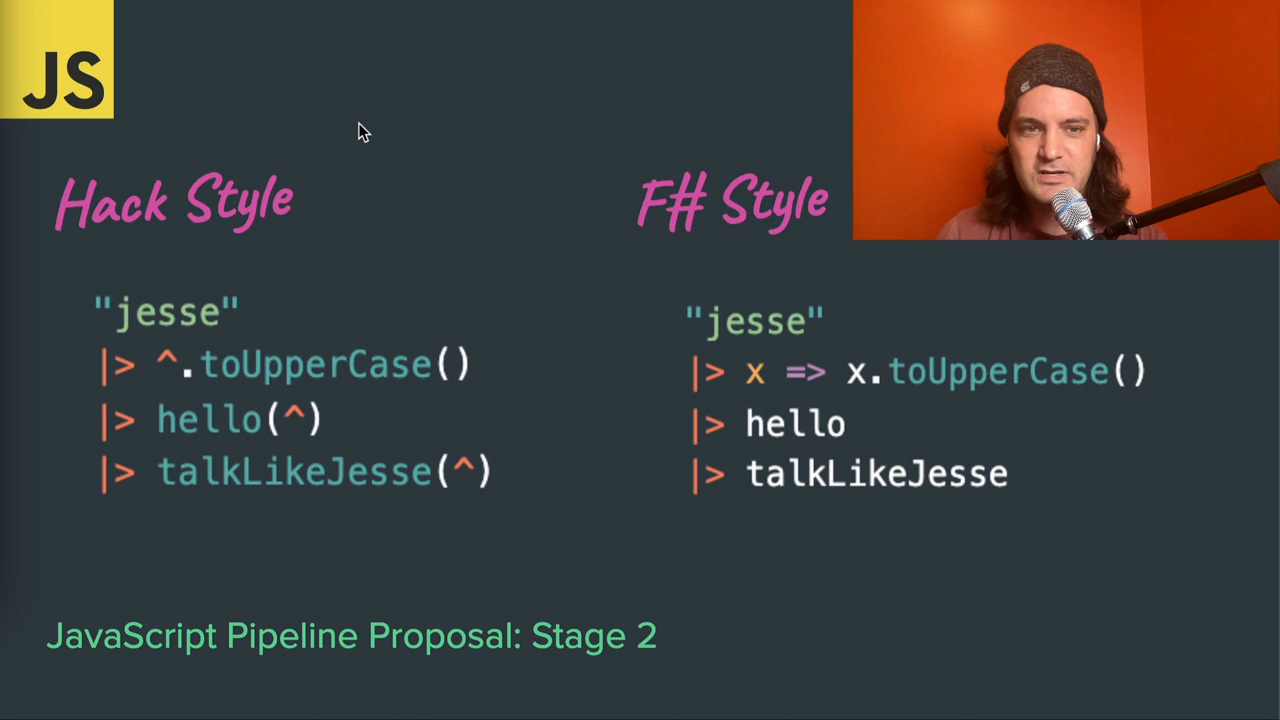 JS
Hack Style
"jesse"
|> ^.toUpperCase()
|> hello(^)
|> talkLikeJesse(^)
F# Style
"jesse"
|> x => x.toUpperCase()
|> hello
|> talkLikeJesse
JavaScript Pipeline Proposal: Stage 2